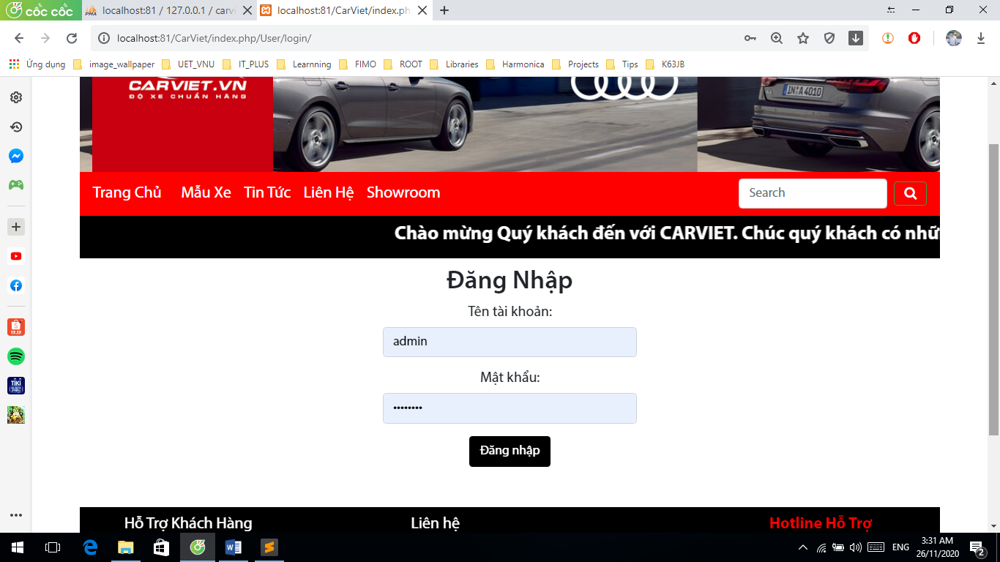 cốc cốc
localhost:81 / 127.0.0.1 / carvi
localhost:81/CarViet/index.ph
localhost:81/CarViet/index.php/User/login/
Ứng dụng image_wallpaper UET_VNU IT_PLUS Learnning FIMO ROOT Libraries Harmonica Projects Tips K63JB
CARVIET.VN
ĐỘ XE CHUẨN HÃNG
IN A 4010
Trang Chủ Mẫu Xe Tin Tức Liên Hệ Showroom Search
Chào mừng Quý khách đến với CARVIET. Chúc quý khách có nhữ
Đăng Nhập
Tên tài khoản:
admin
Mật khẩu:
••••••••
Đăng nhập
Hỗ Trợ Khách Hàng Liên hệ Hotline Hỗ Trợ
ENG
3:31 AM
26/11/2020
2